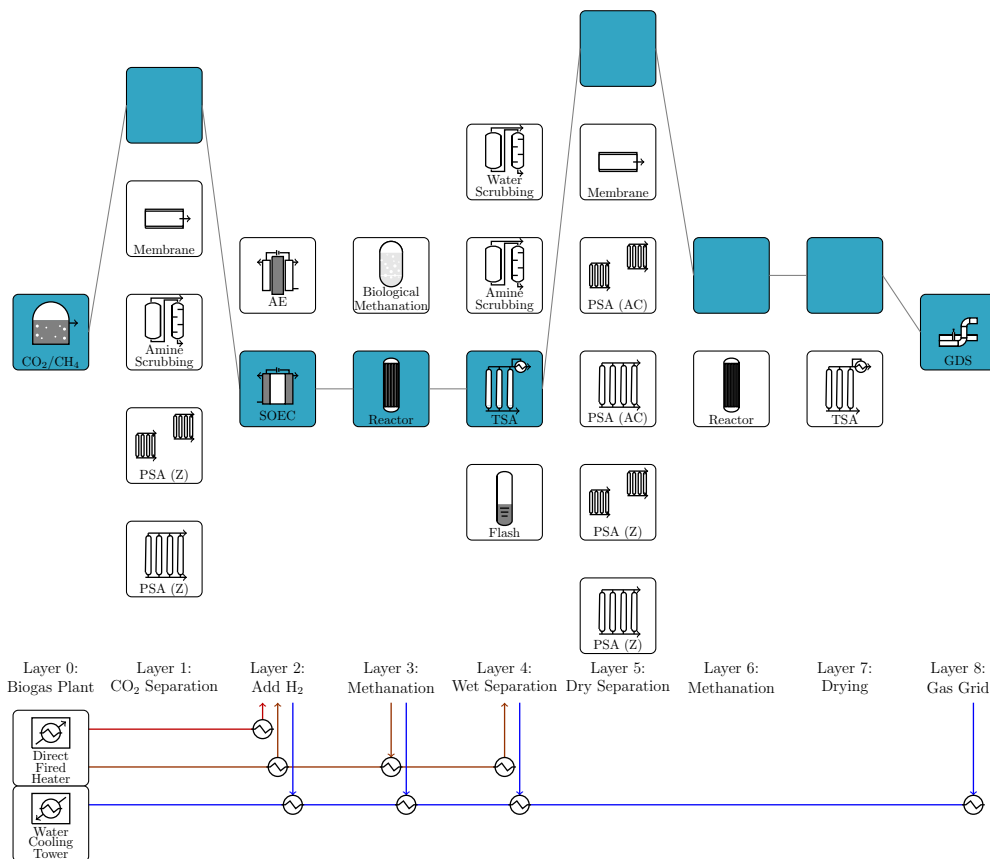 Water
Scrubbing
Membrane
Membrane
AE
Biological
Methanation
Amine
Scrubbing
PSA (AC)
CO₂/CH₄
Amine
Scrubbing
SOEC
Reactor
TSA
PSA (AC)
Reactor
TSA
GDS
PSA (Z)
Flash
PSA (Z)
PSA (Z)
PSA (Z)
Layer 0:
Biogas Plant
Layer 1:
CO₂ Separation
Layer 2:
Add H₂
Layer 3:
Methanation
Layer 4:
Wet Separation
Layer 5:
Dry Separation
Layer 6:
Methanation
Layer 7:
Drying
Layer 8:
Gas Grid
Direct
Fired
Heater
Water
Cooling
Tower